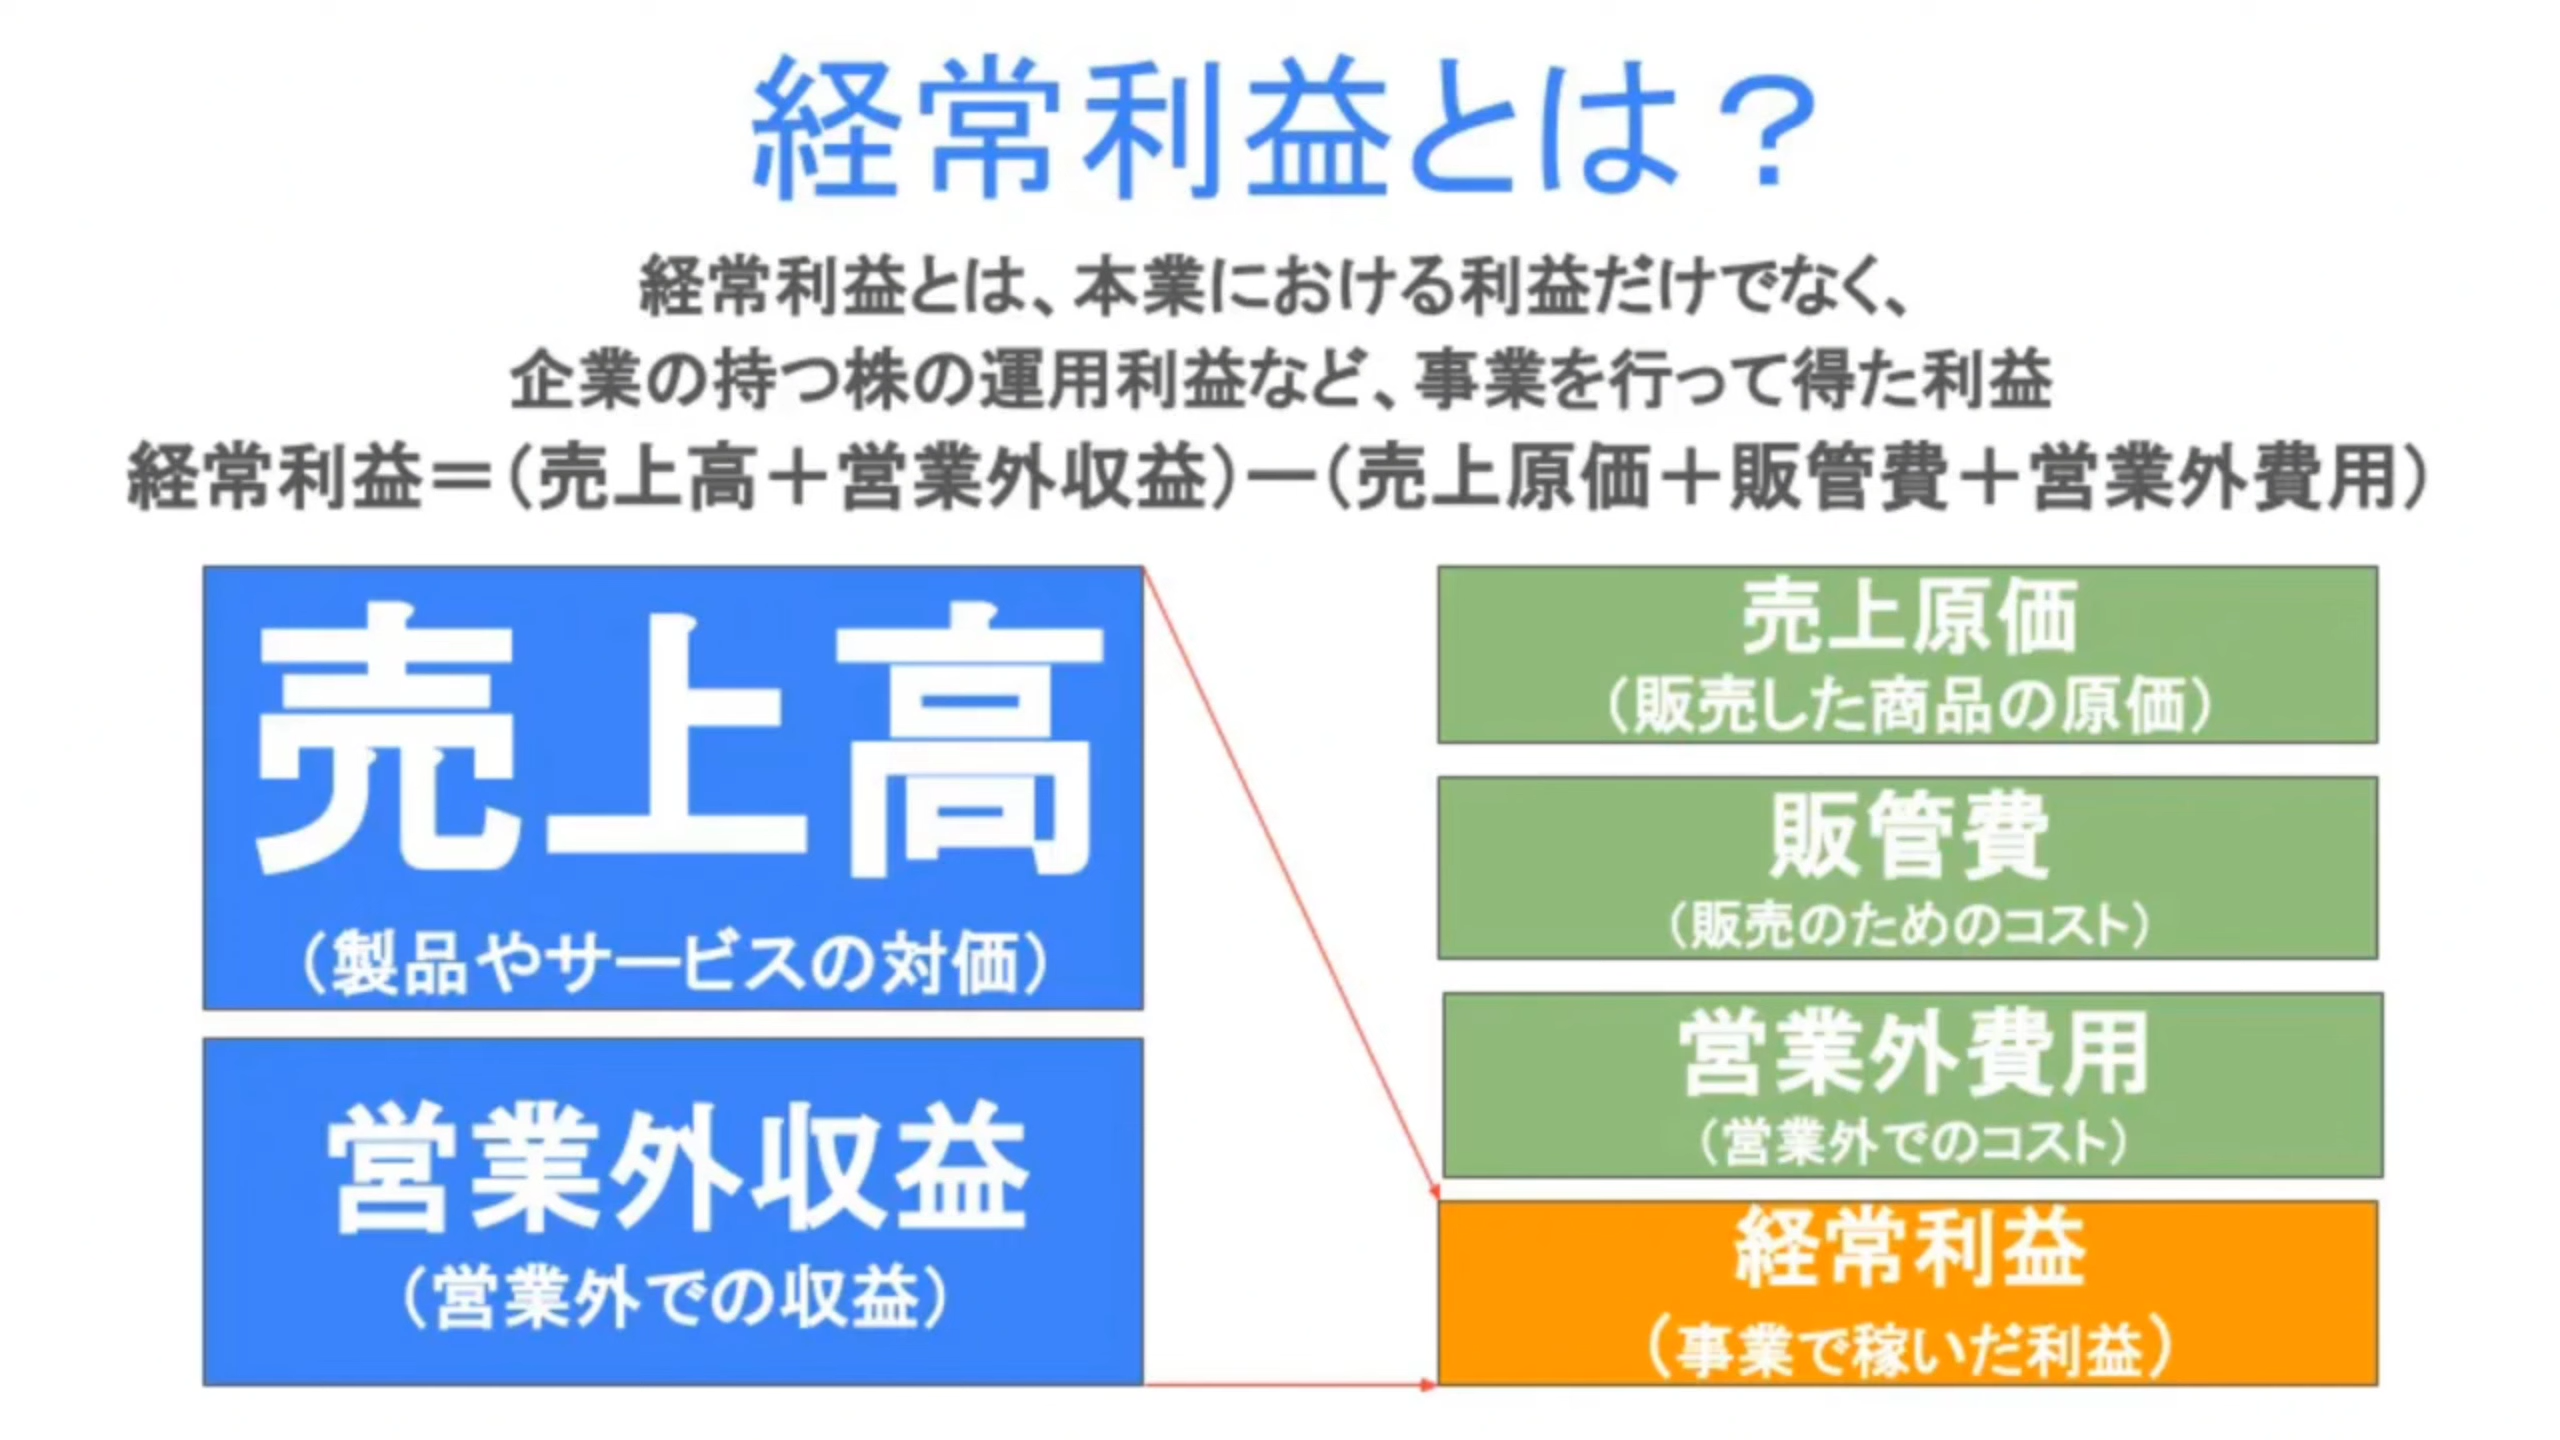 経常利益とは？
経常利益とは、本業における利益だけでなく、
企業の持つ株の運用利益など、事業を行って得た利益
経常利益＝（売上高＋営業外収益）ー（売上原価＋販管費＋営業外費用）
売上高
（製品やサービスの対価）
営業外収益
（営業外での収益）
売上原価
（販売した商品の原価）
販管費
（販売のためのコスト）
営業外費用
（営業外でのコスト）
経常利益
（事業で稼いだ利益）